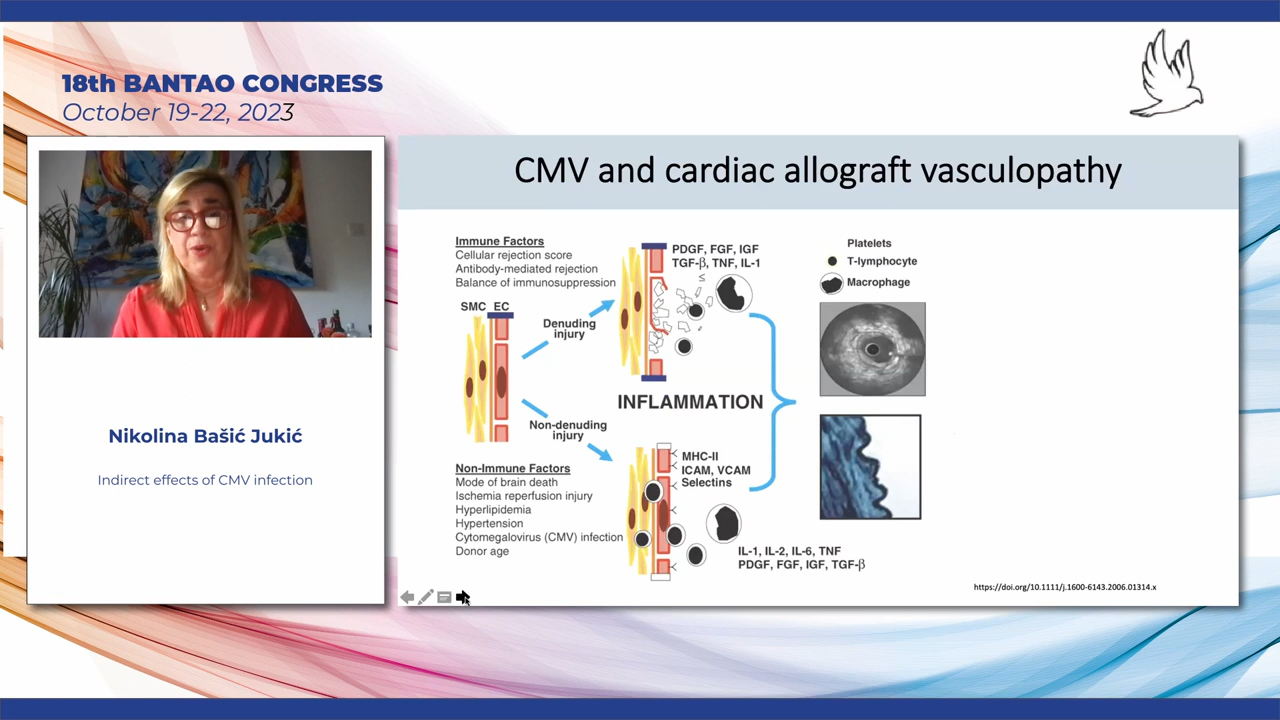 18th BANTAO CONGRESS
October 19-22, 2023
Nikolina Bašić Jukić
Indirect effects of CMV infection
CMV and cardiac allograft vasculopathy
Immune Factors
Cellular rejection score
Antibody-mediated rejection
Balance of immunosuppression
SMC EC
Denuding
injury
PDGF, FGF, IGF
TGF-β, TNF, IL-1
≤
Platelets
T-lymphocyte
Macrophage
INFLAMMATION
Non-denuding
injury
Non-Immune Factors
Mode of brain death
Ischemia reperfusion injury
Hyperlipidemia
Hypertension
Cytomegalovirus (CMV) infection
Donor age
MHC-II
ICAM, VCAM
Selectins
IL-1, IL-2, IL-6, TNF
PDGF, FGF, IGF, TGF-β
https://doi.org/10.1111/j.1600-6143.2006.01314.x